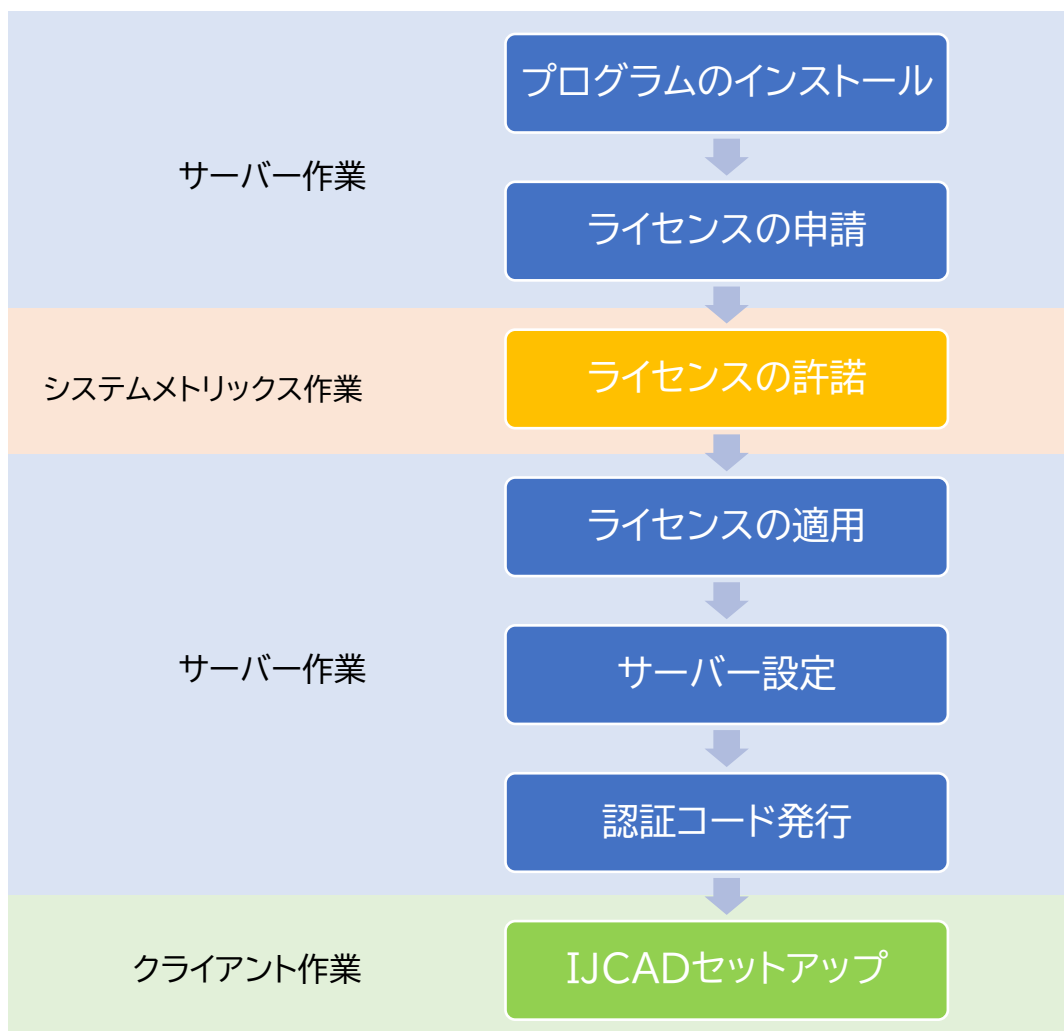 プログラムのインストール
サーバー作業
ライセンスの申請
システムメトリックス作業
ライセンスの許諾
ライセンスの適用
サーバー作業
サーバー設定
認証コード発行
クライアント作業
IJCADセットアップ